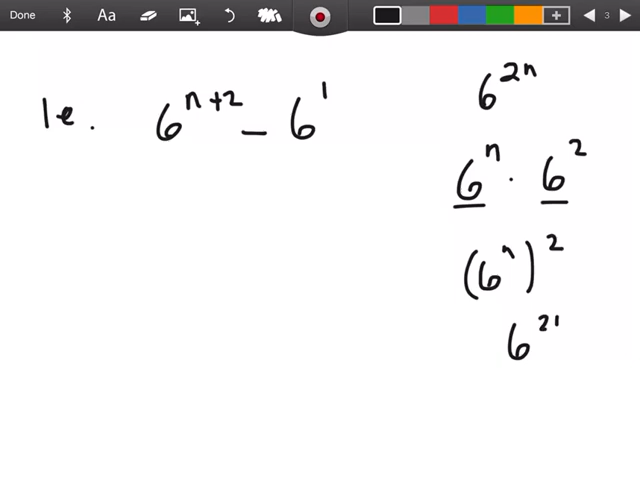 Done Aa 3
1e. 6^{n+2} - 6^1
6^{2n}
6^n · 6^2
(6^n)^2
6^{21